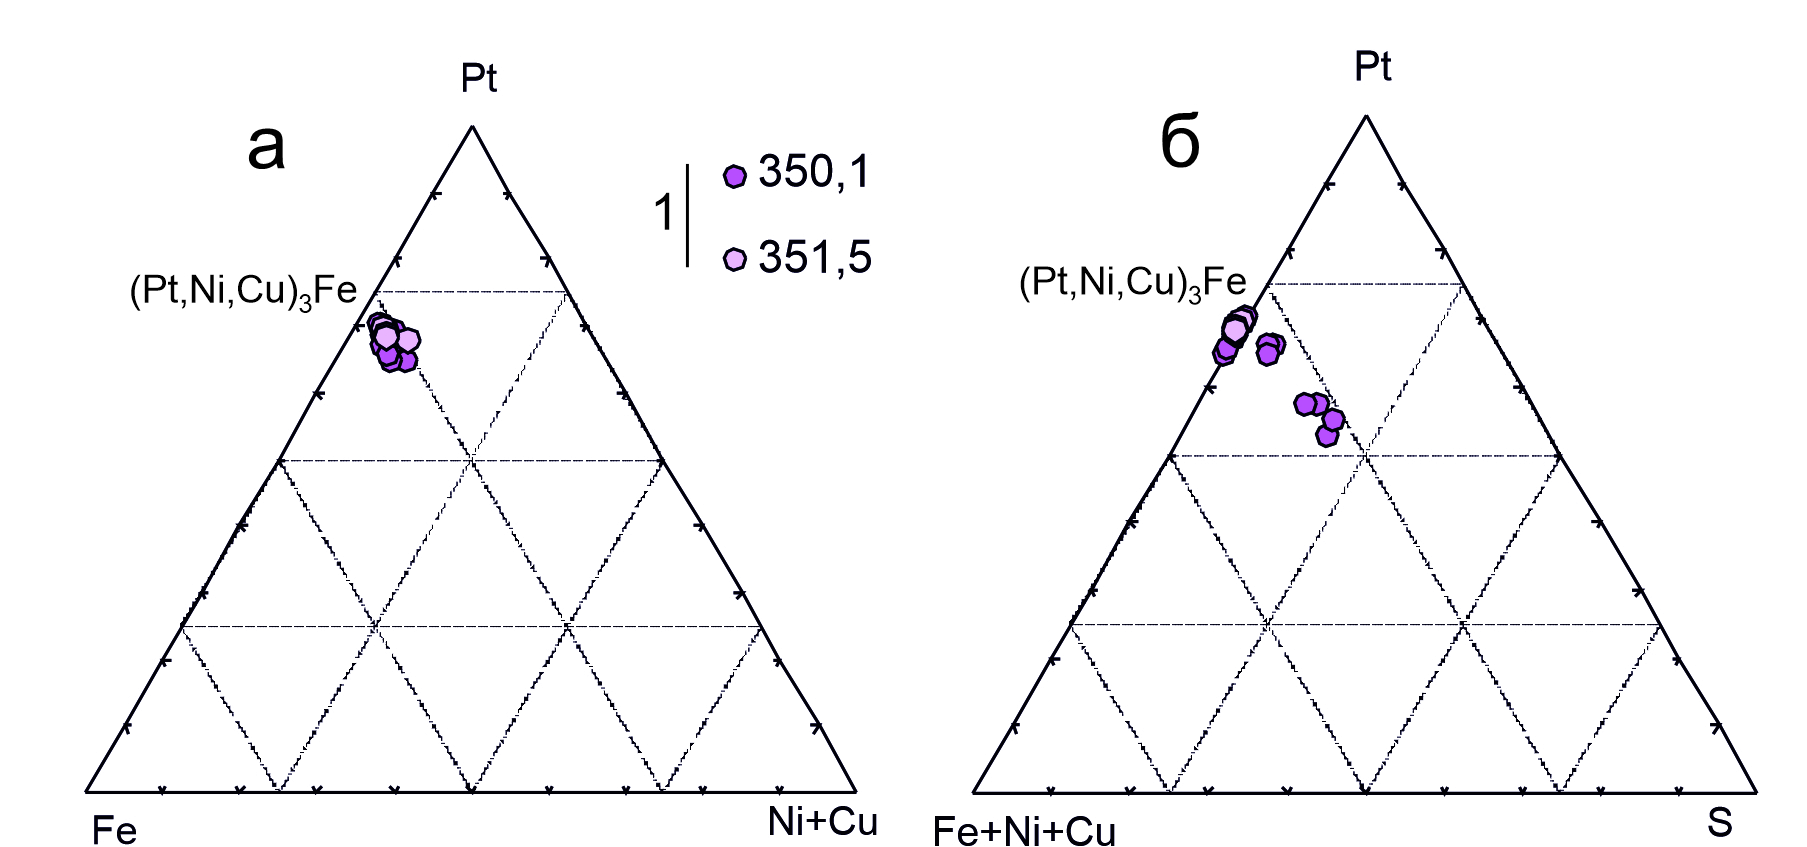 Pt
а
350,1
1
351,5
(Pt,Ni,Cu)₃Fe
Fe
Ni+Cu
Pt
б
(Pt,Ni,Cu)₃Fe
Fe+Ni+Cu
S